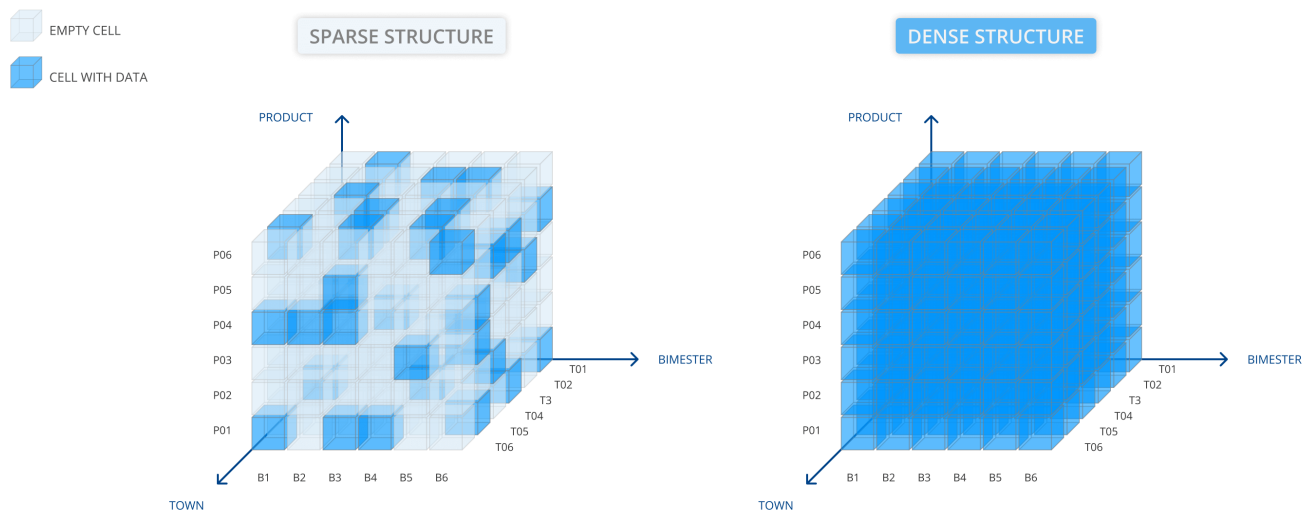 EMPTY CELL
CELL WITH DATA
SPARSE STRUCTURE
PRODUCT
P06
P05
P04
P03
P02
P01
BIMESTER
T01
T02
T3
T04
T05
T06
B1 B2 B3 B4 B5 B6
TOWN
DENSE STRUCTURE
PRODUCT
P06
P05
P04
P03
P02
P01
BIMESTER
T01
T02
T3
T04
T05
T06
B1 B2 B3 B4 B5 B6
TOWN